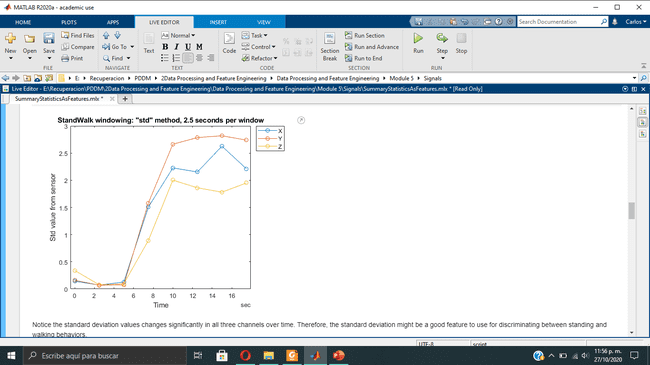 MATLAB R2020a - academic use
HOME PLOTS APPS LIVE EDITOR INSERT VIEW
Search Documentation
Carlos
New Open Save
Find Files
Compare
Print
Go To
Find
Text
Normal
B I U M
Code
Task
Control
Refactor
Section Break
Run Section
Run and Advance
Run to End
Run Step Stop
FILE NAVIGATE TEXT CODE SECTION RUN
E: Recuperacion PDDM 2Data Processing and Feature Engineering Data Processing and Feature Engineering Module 5 Signals
Live Editor - E:\Recuperacion\PDDM\2Data Processing and Feature Engineering\Data Processing and Feature Engineering\Module 5\Signals\SummaryStatisticsAsFeatures.mlx * [Read Only]
SummaryStatisticsAsFeatures.mlx *
StandWalk windowing: "std" method, 2.5 seconds per window
X
Y
Z
3
2.5
2
1.5
1
0.5
0
Std value from sensor
0 2 4 6 8 10 12 14 16
Time
sec
Notice the standard deviation values changes significantly in all three channels over time. Therefore, the standard deviation might be a good feature to use for discriminating between standing and
walking behaviors.
UTF-8 script
Escribe aquí para buscar
11:56 p. m.
27/10/2020